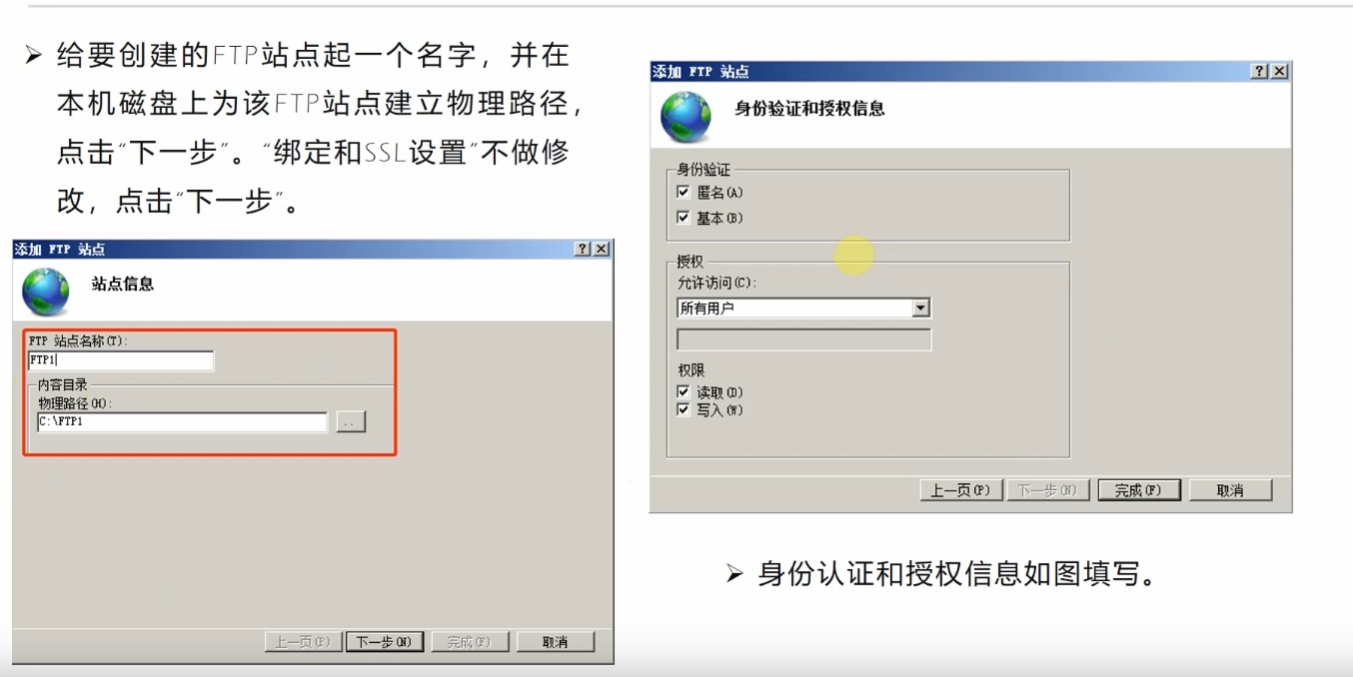 ➢ 给要创建的FTP站点起一个名字，并在
本机磁盘上为该FTP站点建立物理路径，
点击“下一步”。“绑定和SSL设置”不做修
改，点击“下一步”。
添加 FTP 站点
站点信息
FTP 站点名称(T):
FTP1
内容目录
物理路径(H):
C:\FTP1
..
上一页(P) 下一步(N) 完成(F) 取消
添加 FTP 站点
身份验证和授权信息
身份验证
匿名(A)
基本(B)
授权
允许访问(C):
所有用户
权限
读取(D)
写入(W)
上一页(P) 下一步(N) 完成(F) 取消
➢ 身份认证和授权信息如图填写。